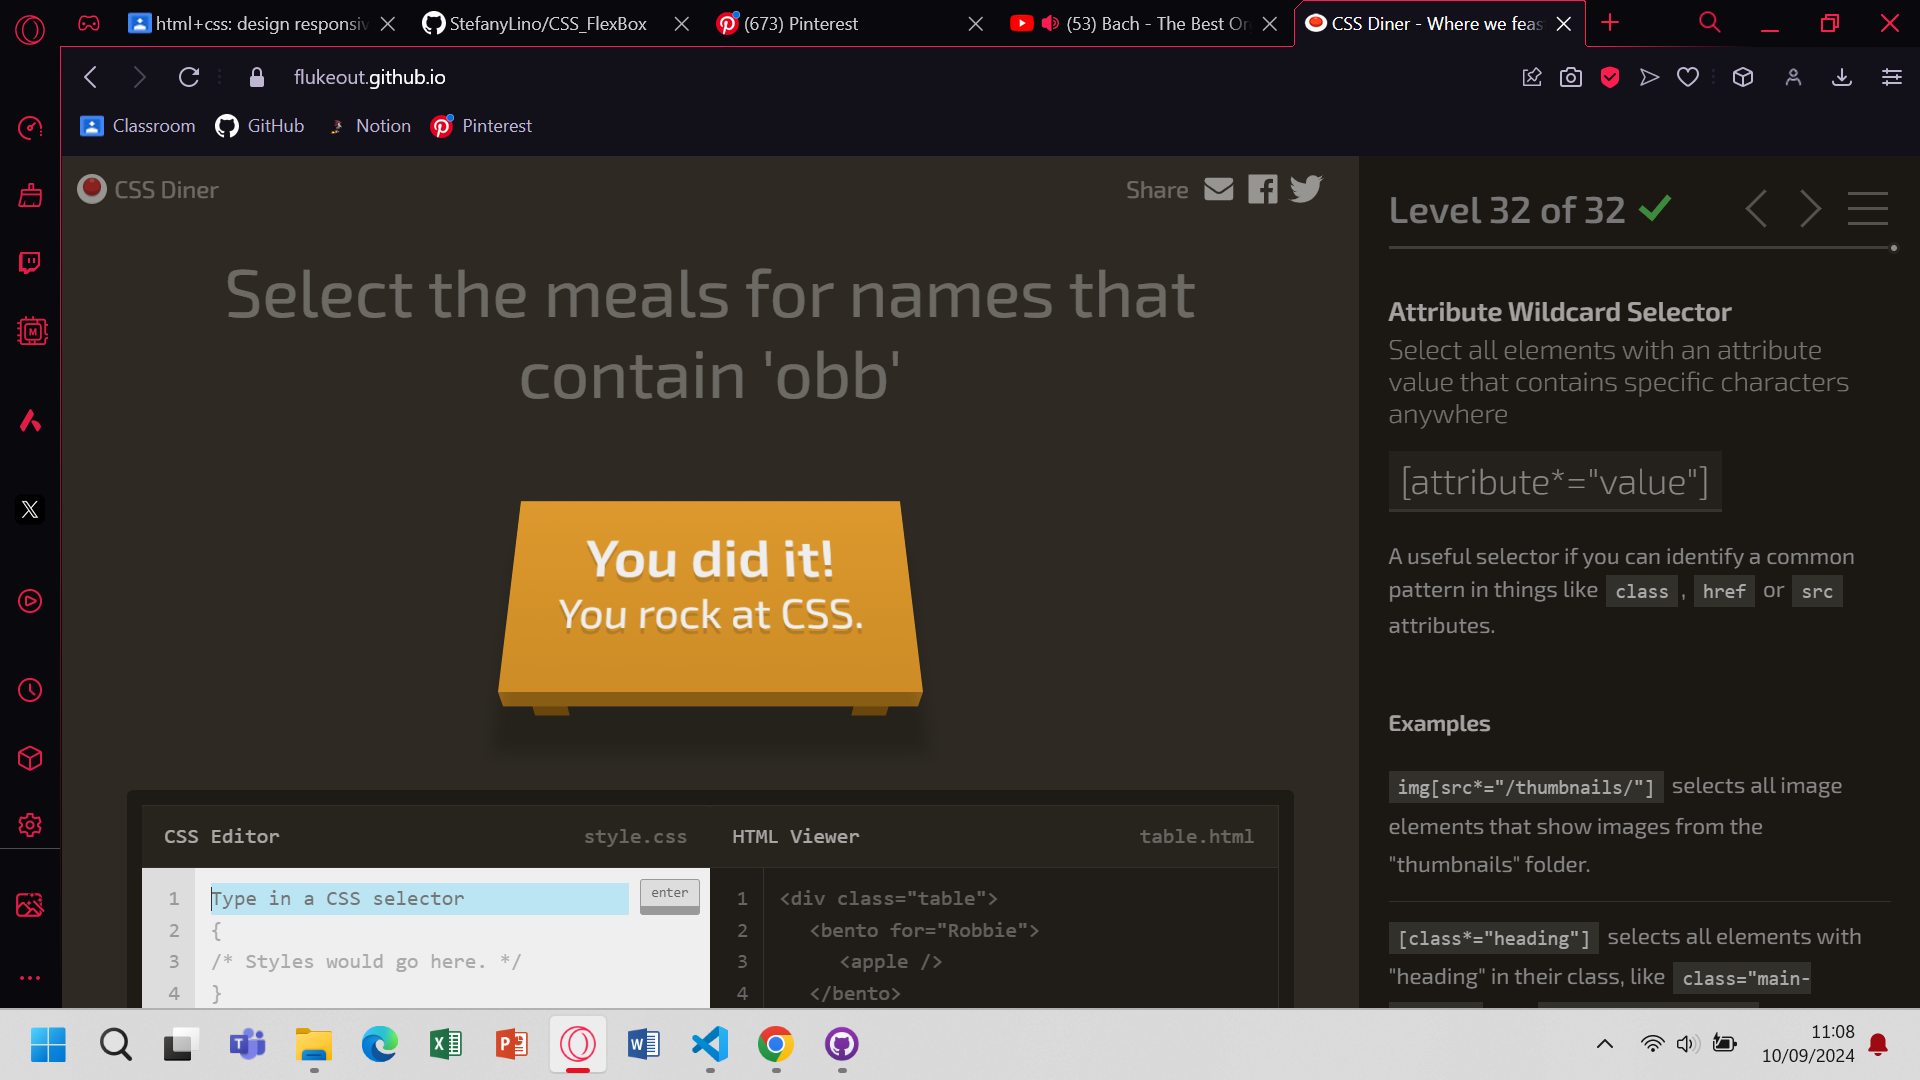 html+css: design responsiv
StefanyLino/CSS_FlexBox
(673) Pinterest
(53) Bach - The Best Or
CSS Diner - Where we feas
flukeout.github.io
Classroom
GitHub
Notion
Pinterest
CSS Diner
Share
Select the meals for names that
contain 'obb'
You did it!
You rock at CSS.
CSS Editor
style.css
HTML Viewer
table.html
1 Type in a CSS selector
enter
2 {
3 /* Styles would go here. */
4 }
1 <div class="table">
2 <bento for="Robbie">
3 <apple />
4 </bento>
Level 32 of 32
Attribute Wildcard Selector
Select all elements with an attribute
value that contains specific characters
anywhere
[attribute*="value"]
A useful selector if you can identify a common
pattern in things like class , href or src
attributes.
Examples
img[src*="/thumbnails/"] selects all image
elements that show images from the
"thumbnails" folder.
[class*="heading"] selects all elements with
"heading" in their class, like class="main-
11:08
10/09/2024